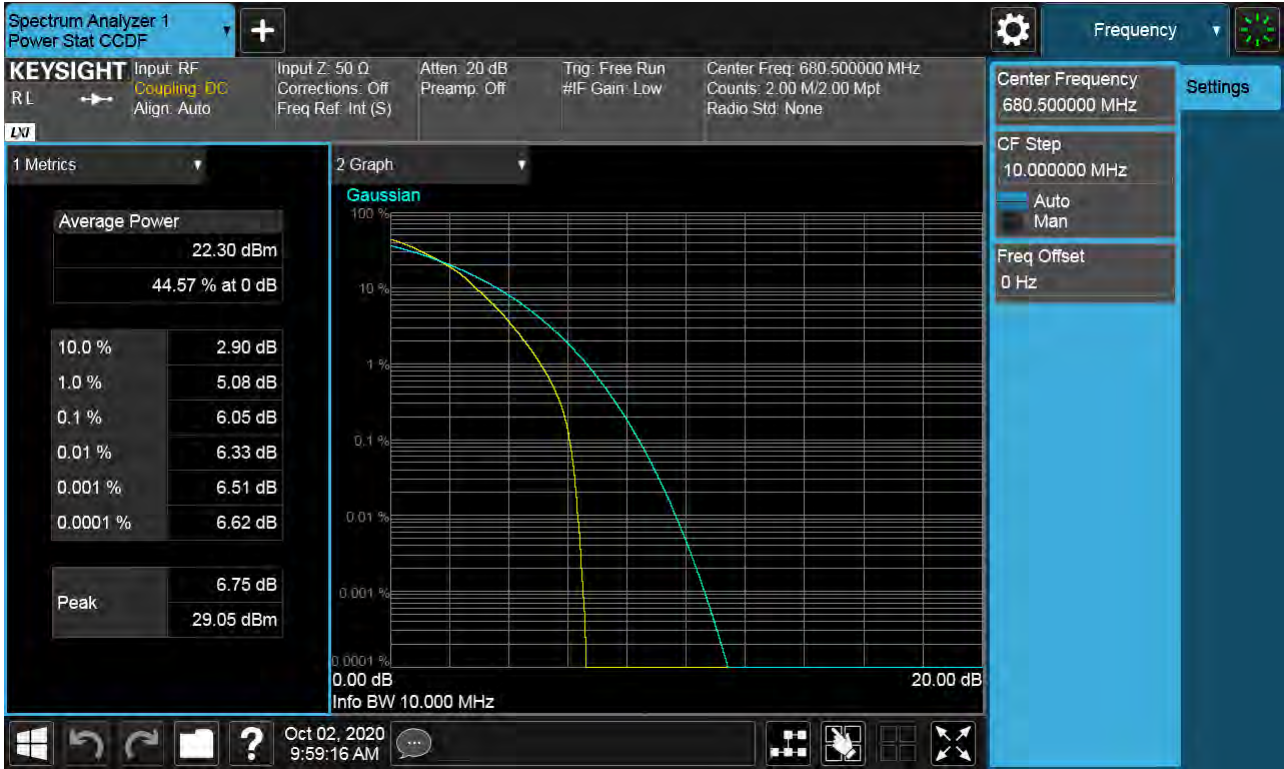 Spectrum Analyzer 1
Power Stat CCDF
+
Frequency
KEYSIGHT
R L
LXI
Input: RF
Coupling: DC
Align: Auto
Input Z: 50 Ω
Corrections: Off
Freq Ref: Int (S)
Atten: 20 dB
Preamp: Off
Trig: Free Run
#IF Gain: Low
Center Freq: 680.500000 MHz
Counts: 2.00 M/2.00 Mpt
Radio Std: None
Center Frequency
680.500000 MHz
Settings
CF Step
10.000000 MHz
Auto
Man
Freq Offset
0 Hz
1 Metrics
Average Power
22.30 dBm
44.57 % at 0 dB
10.0 % 2.90 dB
1.0 % 5.08 dB
0.1 % 6.05 dB
0.01 % 6.33 dB
0.001 % 6.51 dB
0.0001 % 6.62 dB
Peak
6.75 dB
29.05 dBm
2 Graph
Gaussian
100 %
10 %
1 %
0.1 %
0.01 %
0.001 %
0.0001 %
0.00 dB
20.00 dB
Info BW 10.000 MHz
?
Oct 02, 2020
9:59:16 AM